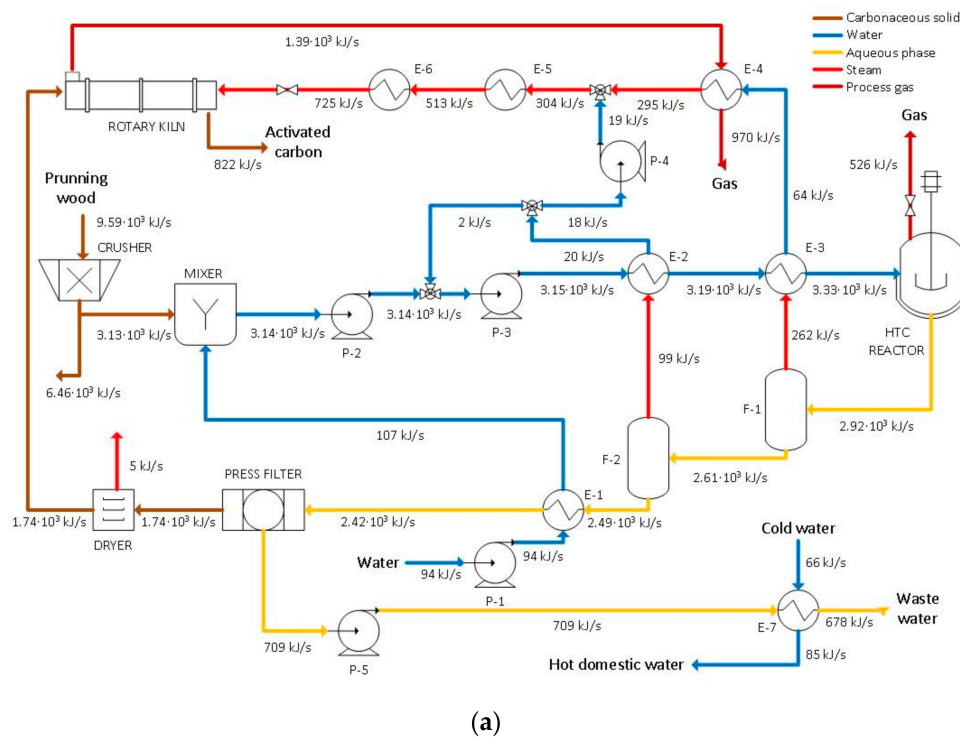 Carbonaceous solid
Water
Aqueous phase
Steam
Process gas
1.39·10³ kJ/s
E-6
E-5
E-4
725 kJ/s
513 kJ/s
304 kJ/s
295 kJ/s
ROTARY KILN
19 kJ/s
970 kJ/s
Gas
Activated
carbon
822 kJ/s
P-4
526 kJ/s
Gas
Prunning
wood
9.59·10³ kJ/s
2 kJ/s
18 kJ/s
64 kJ/s
CRUSHER
MIXER
20 kJ/s
E-2
E-3
3.13·10³ kJ/s
3.14·10³ kJ/s
P-2
3.14·10³ kJ/s
P-3
3.15·10³ kJ/s
3.19·10³ kJ/s
3.33·10³ kJ/s
HTC
REACTOR
99 kJ/s
262 kJ/s
6.46·10³ kJ/s
F-1
2.92·10³ kJ/s
107 kJ/s
F-2
2.61·10³ kJ/s
5 kJ/s
PRESS FILTER
E-1
1.74·10³ kJ/s
1.74·10³ kJ/s
2.42·10³ kJ/s
2.49·10³ kJ/s
DRYER
Water
94 kJ/s
94 kJ/s
P-1
Cold water
66 kJ/s
709 kJ/s
P-5
709 kJ/s
E-7
678 kJ/s
Waste
water
Hot domestic water
85 kJ/s
(a)